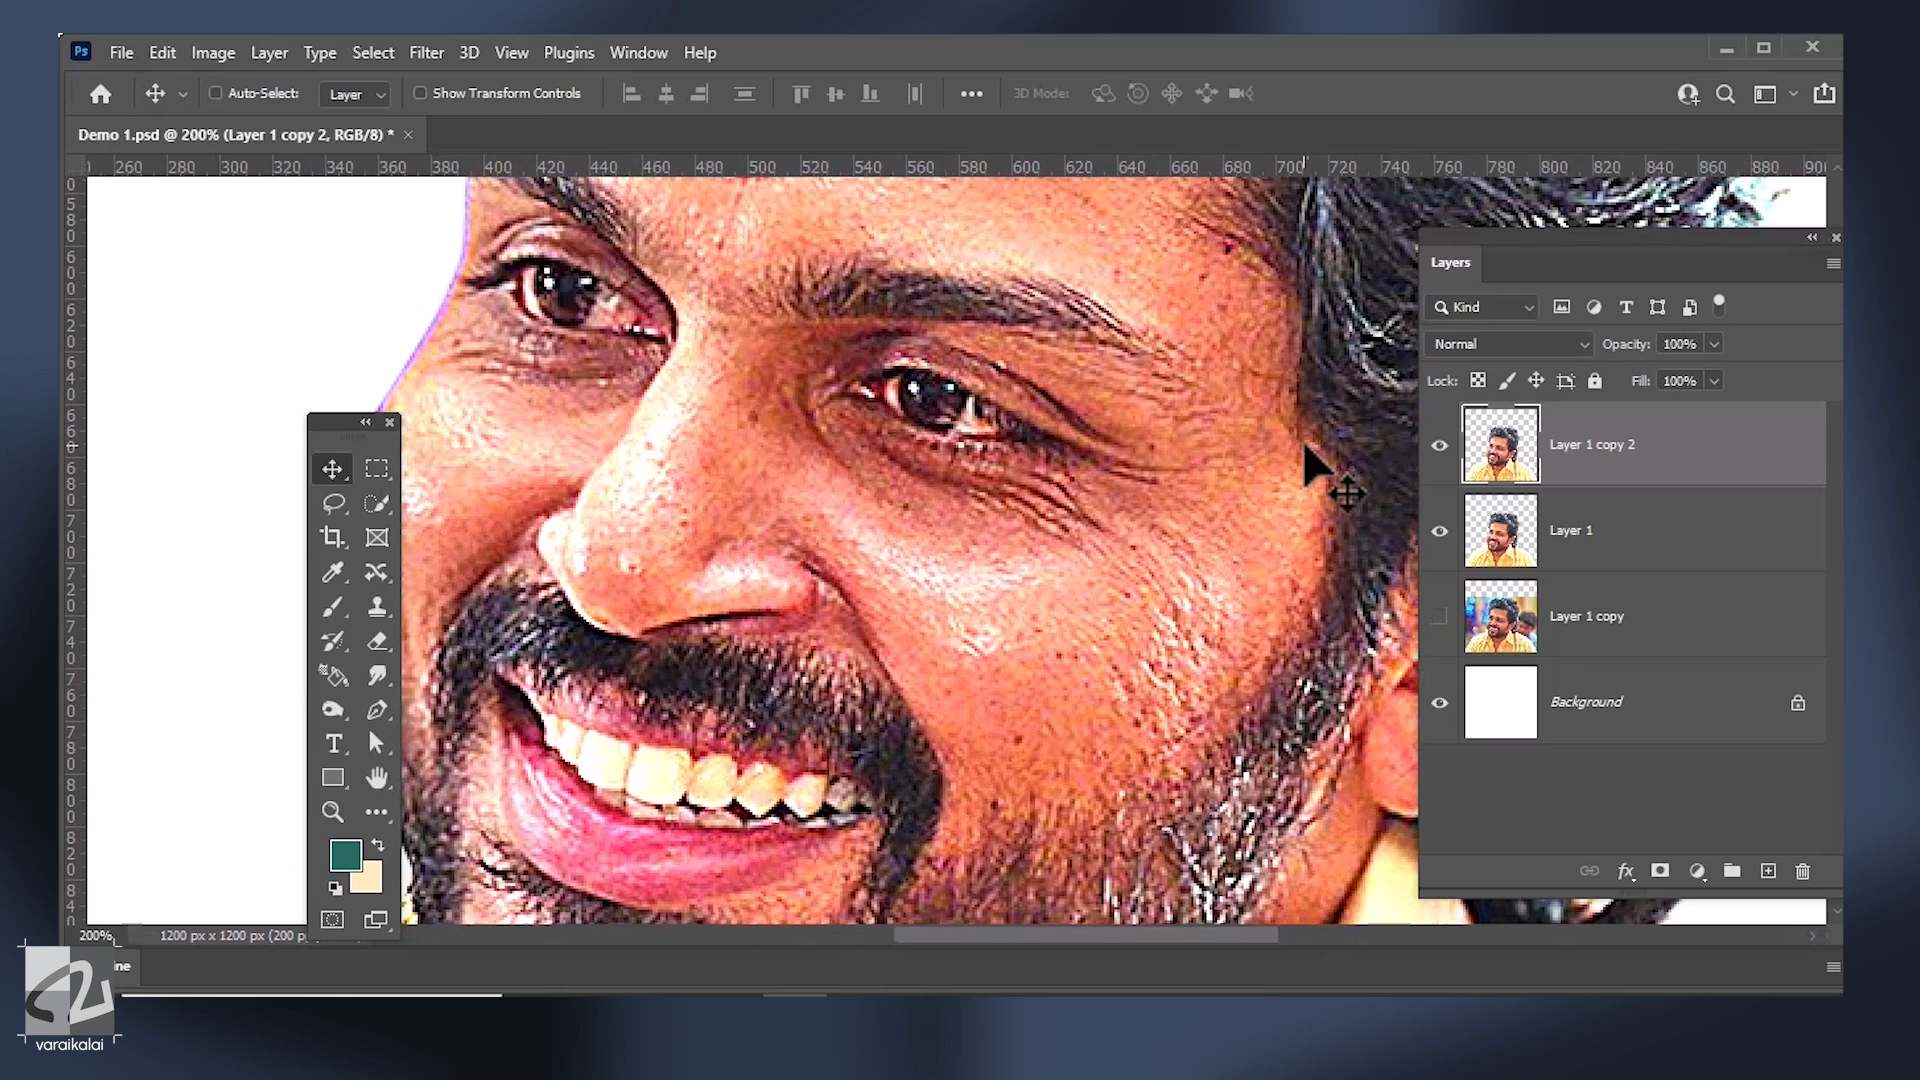 Ps File Edit Image Layer Type Select Filter 3D View Plugins Window Help
Auto-Select: Layer Show Transform Controls 3D Mode:
Demo 1.psd @ 200% (Layer 1 copy 2, RGB/8) *
260 280 300 320 340 360 380 400 420 440 460 480 500 520 540 560 580 600 620 640 660 680 700 720 740 760 780 800 820 840 860 880 900
Layers
Kind
Normal Opacity: 100%
Lock: Fill: 100%
Layer 1 copy 2
Layer 1
Layer 1 copy
Background
fx
200% 1200 px x 1200 px (200 p
ine
varaikalai